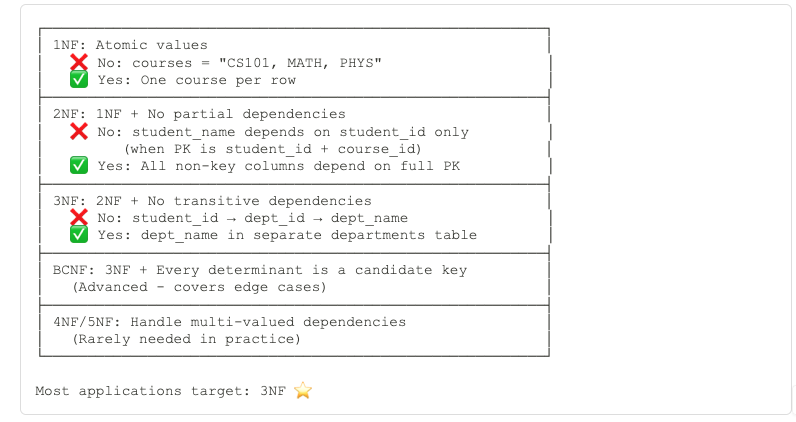 1NF: Atomic values
❌ No: courses = "CS101, MATH, PHYS"
✅ Yes: One course per row
2NF: 1NF + No partial dependencies
❌ No: student_name depends on student_id only
(when PK is student_id + course_id)
✅ Yes: All non-key columns depend on full PK
3NF: 2NF + No transitive dependencies
❌ No: student_id → dept_id → dept_name
✅ Yes: dept_name in separate departments table
BCNF: 3NF + Every determinant is a candidate key
(Advanced - covers edge cases)
4NF/5NF: Handle multi-valued dependencies
(Rarely needed in practice)
Most applications target: 3NF ⭐